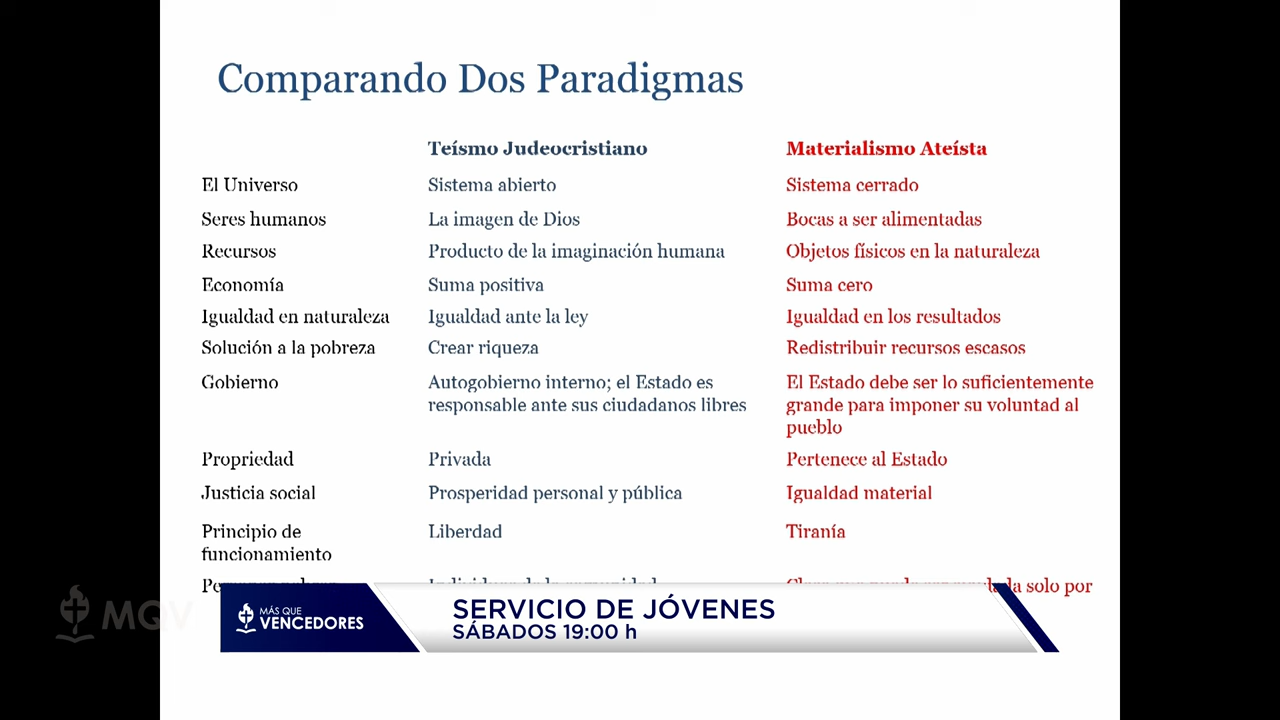 Comparando Dos Paradigmas
Teísmo Judeocristiano Materialismo Ateísta
El Universo Sistema abierto Sistema cerrado
Seres humanos La imagen de Dios Bocas a ser alimentadas
Recursos Producto de la imaginación humana Objetos físicos en la naturaleza
Economía Suma positiva Suma cero
Igualdad en naturaleza Igualdad ante la ley Igualdad en los resultados
Solución a la pobreza Crear riqueza Redistribuir recursos escasos
Gobierno Autogobierno interno; el Estado es El Estado debe ser lo suficientemente
responsable ante sus ciudadanos libres grande para imponer su voluntad al
pueblo
Propriedad Privada Pertenece al Estado
Justicia social Prosperidad personal y pública Igualdad material
Principio de Liberdad Tiranía
funcionamiento
solo por
MQV
MÁS QUE
VENCEDORES
SERVICIO DE JÓVENES
SÁBADOS 19:00 h